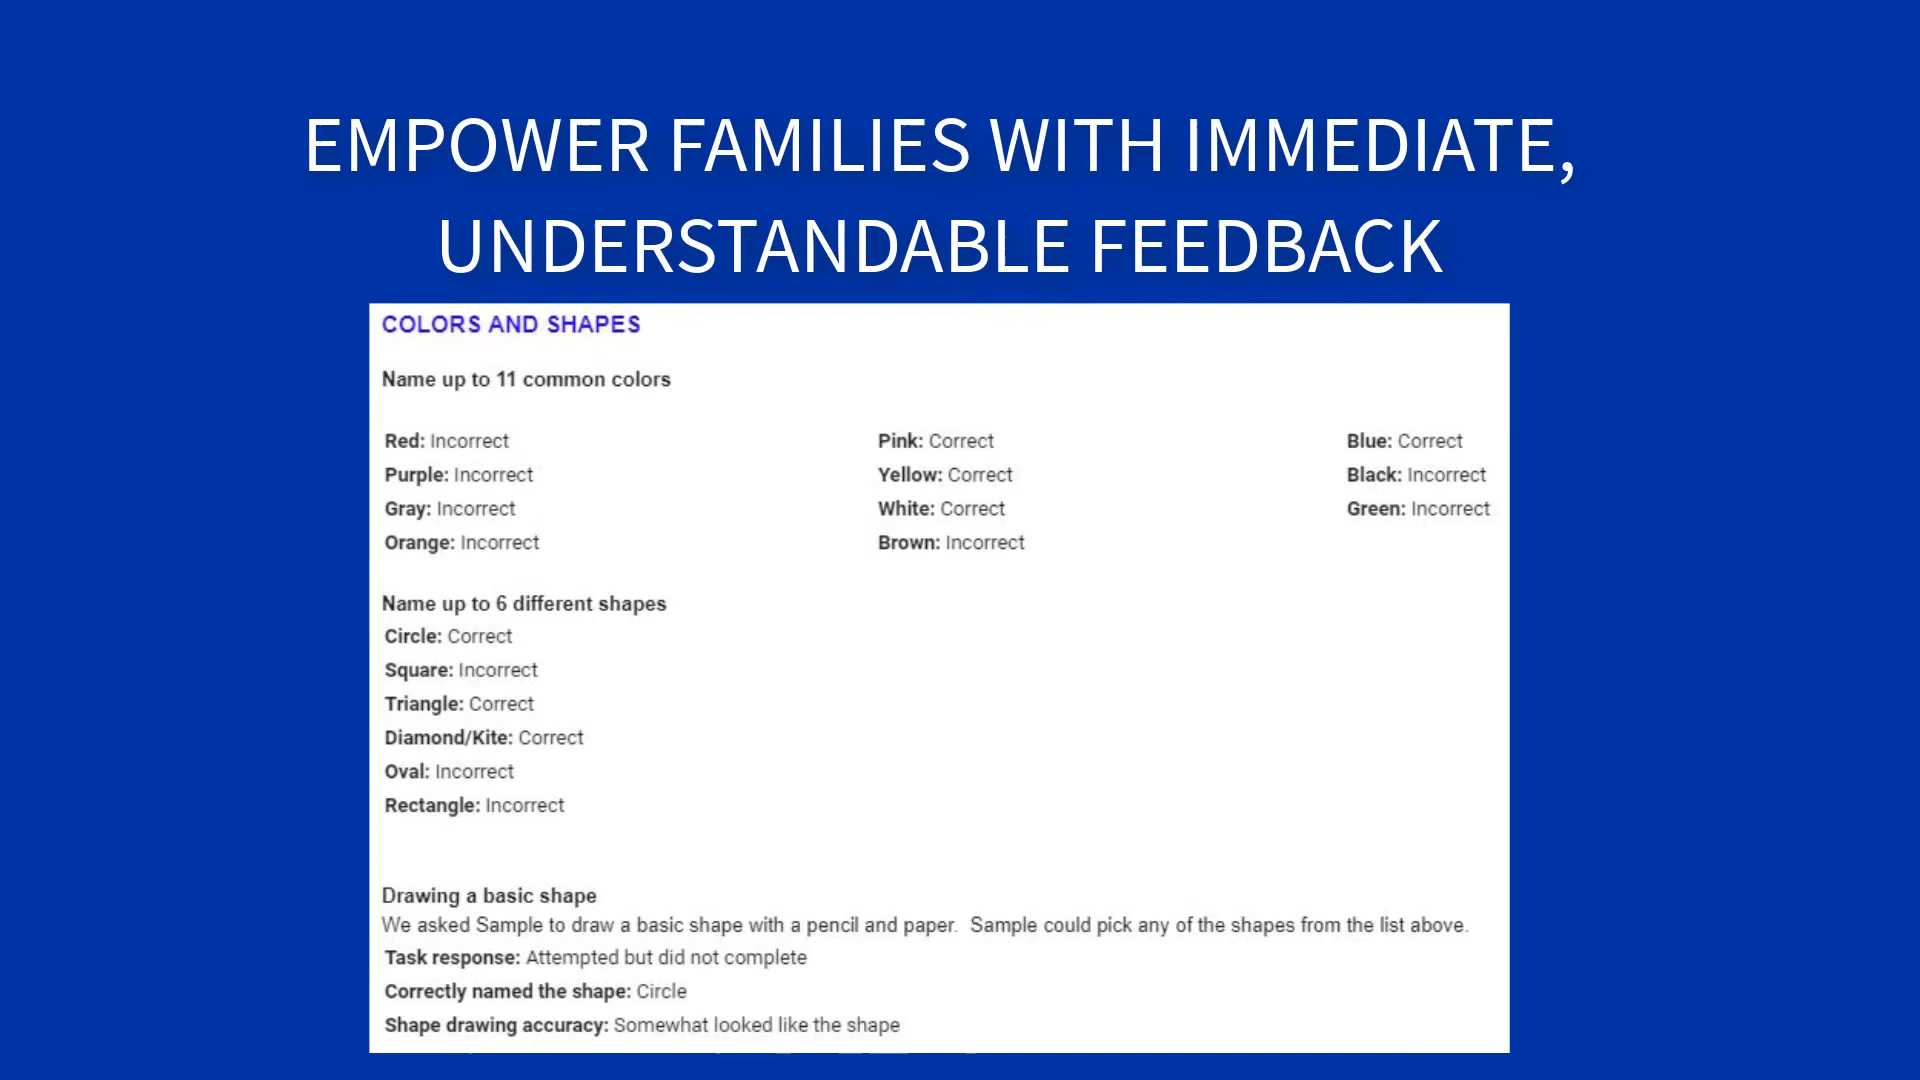 EMPOWER FAMILIES WITH IMMEDIATE,
UNDERSTANDABLE FEEDBACK
COLORS AND SHAPES
Name up to 11 common colors
Red: Incorrect Pink: Correct Blue: Correct
Purple: Incorrect Yellow: Correct Black: Incorrect
Gray: Incorrect White: Correct Green: Incorrect
Orange: Incorrect Brown: Incorrect
Name up to 6 different shapes
Circle: Correct
Square: Incorrect
Triangle: Correct
Diamond/Kite: Correct
Oval: Incorrect
Rectangle: Incorrect
Drawing a basic shape
We asked Sample to draw a basic shape with a pencil and paper. Sample could pick any of the shapes from the list above.
Task response: Attempted but did not complete
Correctly named the shape: Circle
Shape drawing accuracy: Somewhat looked like the shape